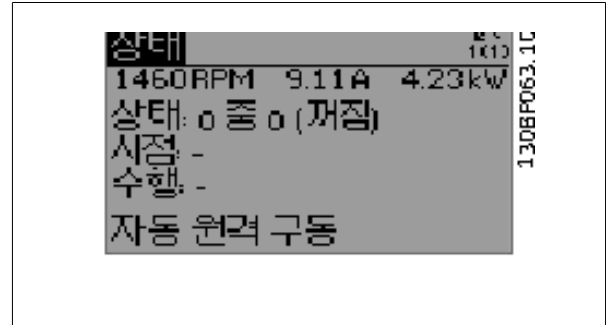 상태
1(1)
1460RPM 9.11A 4.23kW
상태: 0 중 0 (꺼짐)
시점: -
수행: -
자동 원격 구동
130BP063.10